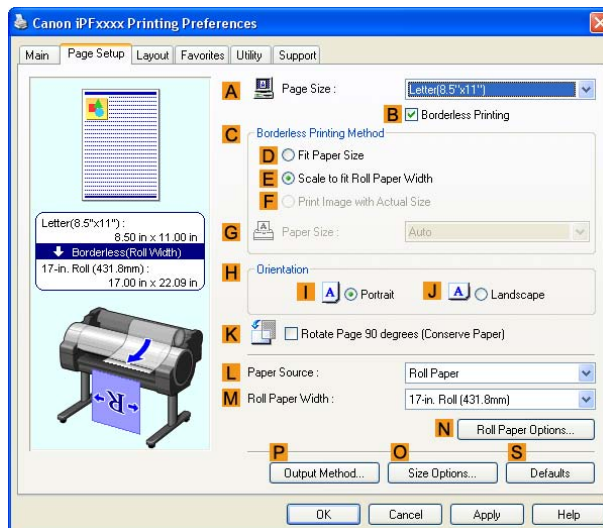 Canon iPFxxxx Printing Preferences
Main Page Setup Layout Favorites Utility Support
A Page Size : Letter(8.5"x11")
B Borderless Printing
C Borderless Printing Method
D Fit Paper Size
E Scale to fit Roll Paper Width
F Print Image with Actual Size
G Paper Size : Auto
Letter(8.5"x11") :
8.50 in x 11.00 in
Borderless(Roll Width)
17-in. Roll (431.8mm) :
17.00 in x 22.09 in
H Orientation
I A Portrait J A Landscape
K Rotate Page 90 degrees (Conserve Paper)
R
L Paper Source : Roll Paper
M Roll Paper Width : 17-in. Roll (431.8mm)
N Roll Paper Options...
P O S
Output Method... Size Options... Defaults
OK Cancel Apply Help